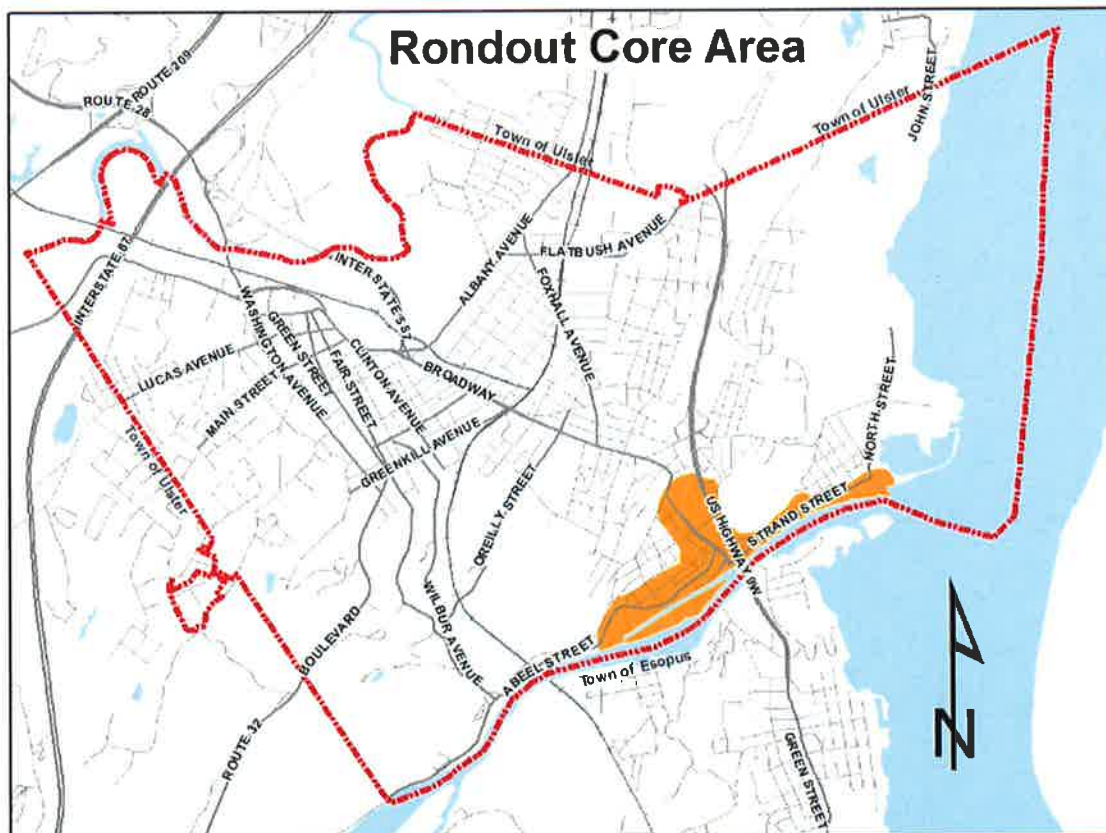 Rondout Core Area
ROUTE 209
ROUTE 28
JOHN STREET
Town of Ulster
Town of Ulster
ALBANY AVENUE
FLATBUSH AVENUE
INTERSTATE 587
INTERSTATE 87
FOXHALL AVENUE
WASHINGTON AVENUE
GREEN STREET
FAIR STREET
CLINTON AVENUE
BROADWAY
LUCAS AVENUE
MAIN STREET
NORTH STREET
Town of Ulster
GREENKILL AVENUE
OREILLY STREET
US HIGHWAY 9W
STRAND STREET
WILBUR AVENUE
BOULEVARD
ABEEL STREET
Town of Esopus
ROUTE 32
GREEN STREET
N